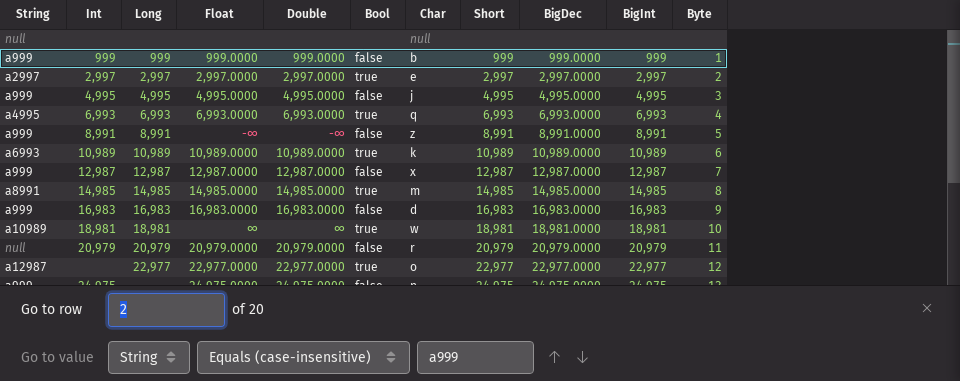 String Int Long Float Double Bool Char Short BigDec BigInt Byte
null null
a999 999 999 999.0000 999.0000 false b 999 999.0000 999 1
a2997 2,997 2,997 2,997.0000 2,997.0000 true e 2,997 2,997.0000 2,997 2
a999 4,995 4,995 4,995.0000 4,995.0000 false j 4,995 4,995.0000 4,995 3
a4995 6,993 6,993 6,993.0000 6,993.0000 true q 6,993 6,993.0000 6,993 4
a999 8,991 8,991 -∞ -∞ false z 8,991 8,991.0000 8,991 5
a6993 10,989 10,989 10,989.0000 10,989.0000 true k 10,989 10,989.0000 10,989 6
a999 12,987 12,987 12,987.0000 12,987.0000 false x 12,987 12,987.0000 12,987 7
a8991 14,985 14,985 14,985.0000 14,985.0000 true m 14,985 14,985.0000 14,985 8
a999 16,983 16,983 16,983.0000 16,983.0000 false d 16,983 16,983.0000 16,983 9
a10989 18,981 18,981 ∞ ∞ true w 18,981 18,981.0000 18,981 10
null 20,979 20,979 20,979.0000 20,979.0000 false r 20,979 20,979.0000 20,979 11
a12987 22,977 22,977.0000 22,977.0000 true o 22,977 22,977.0000 22,977 12
Go to row 2 of 20
Go to value String Equals (case-insensitive) a999